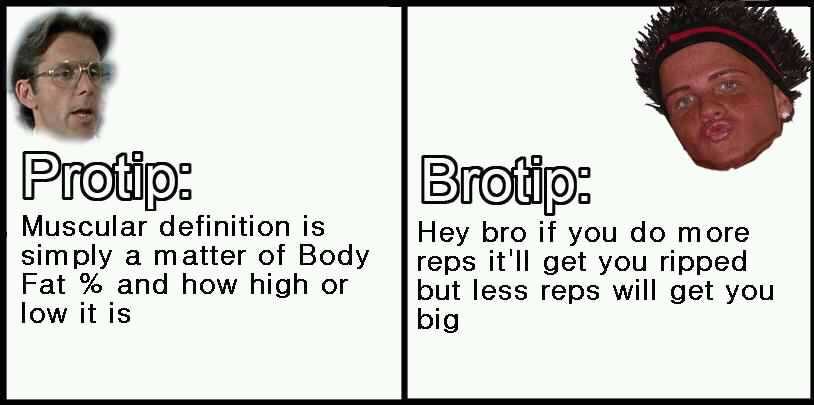 Protip:
Muscular definition is
simply a matter of Body
Fat % and how high or
low it is
Brotip:
Hey bro if you do more
reps it'll get you ripped
but less reps will get you
big